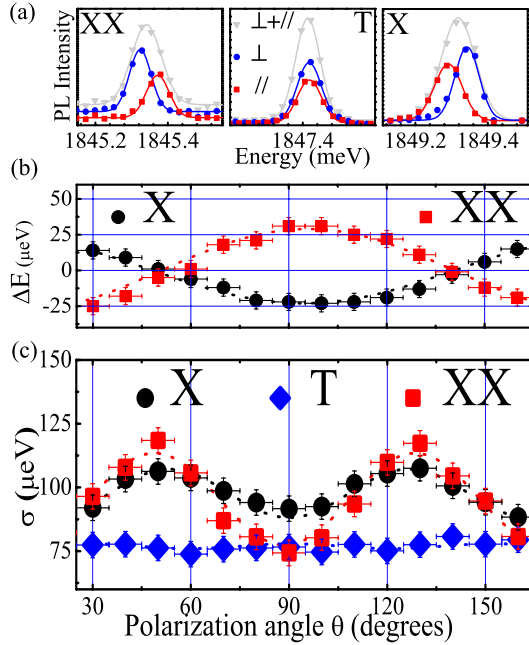 (a)
XX
T
X
⊥+//
⊥
//
PL Intensity
1845.2 1845.4
1847.4
1849.2 1849.4
Energy (meV)
(b)
X
XX
ΔE (μeV)
50
25
0
-25
(c)
X
T
XX
σ (μeV)
150
125
100
75
30 60 90 120 150
Polarization angle θ (degrees)